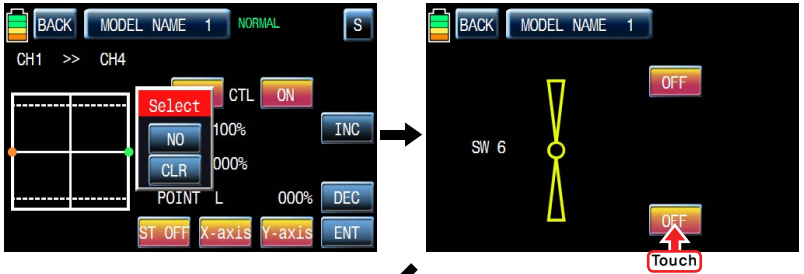 BACK MODEL NAME 1 NORMAL S
CH1 >> CH4
CTL ON
Select
NO
100%
INC
CLR
000%
POINT L 000% DEC
ST OFF X-axis Y-axis ENT
BACK MODEL NAME 1
OFF
SW 6
OFF
Touch